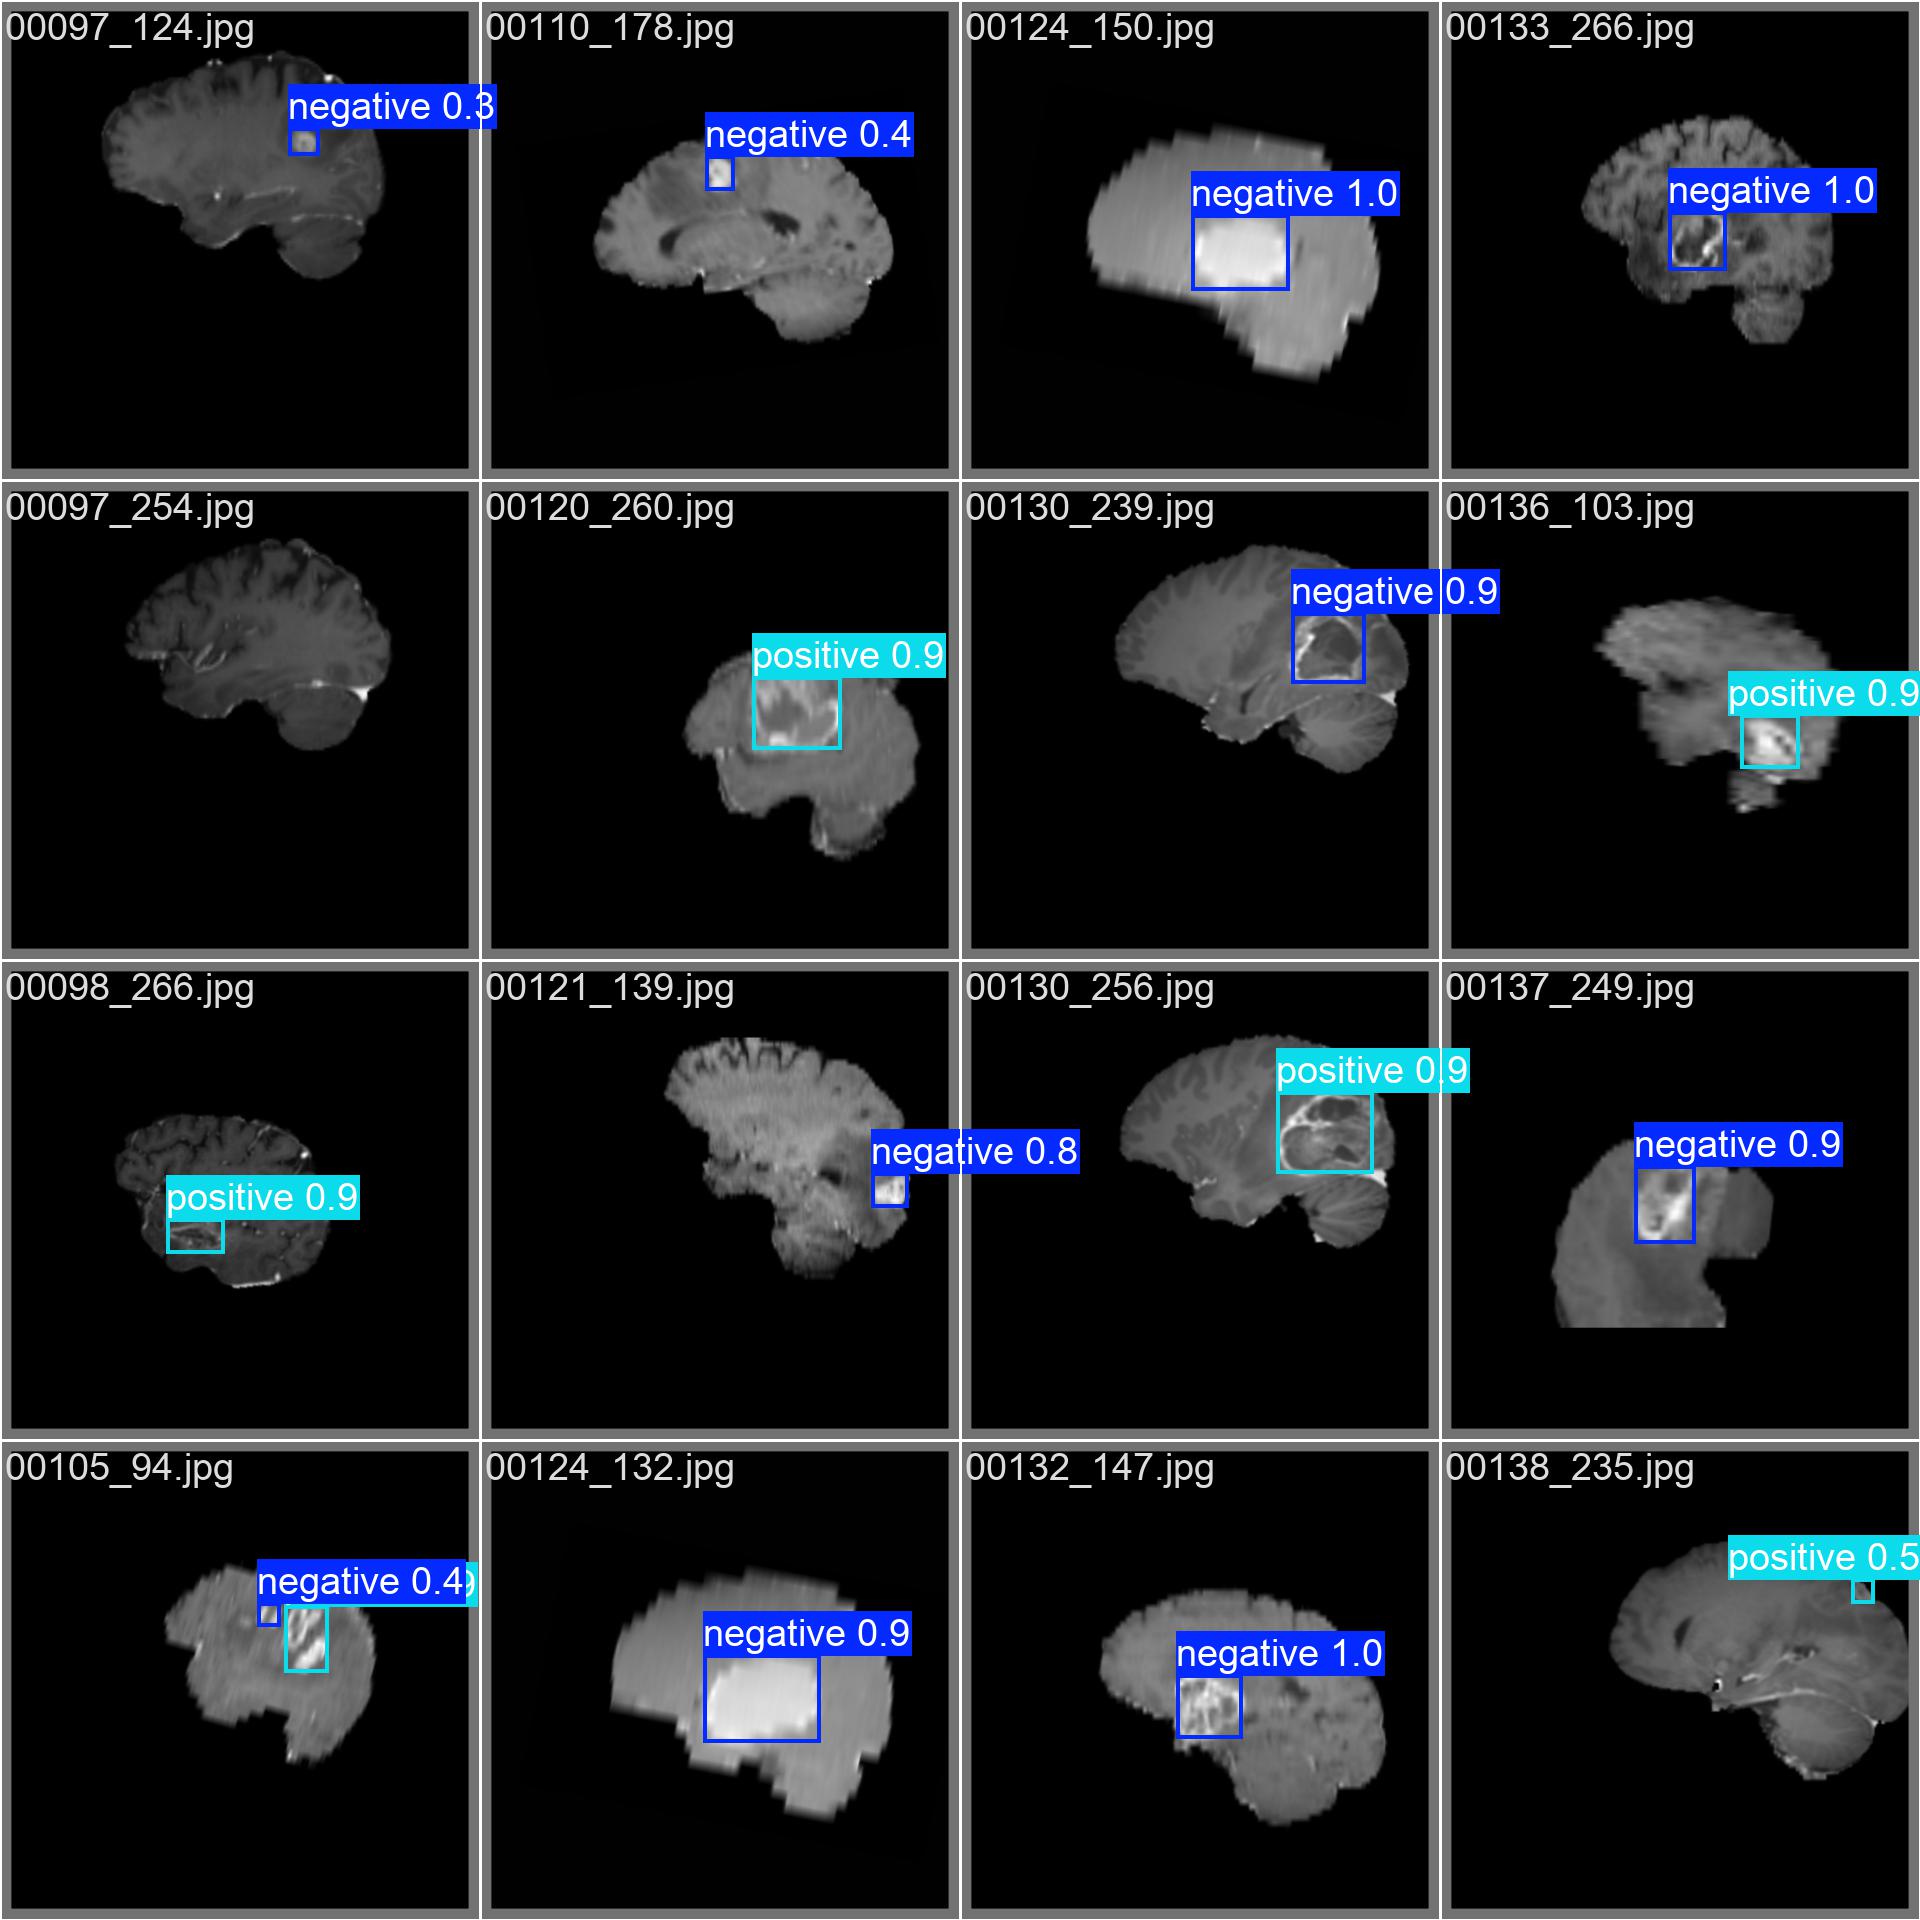 00097_124.jpg
negative 0.3
00110_178.jpg
negative 0.4
00124_150.jpg
negative 1.0
00133_266.jpg
negative 1.0
00097_254.jpg
00120_260.jpg
positive 0.9
00130_239.jpg
negative 0.9
00136_103.jpg
positive 0.9
00098_266.jpg
positive 0.9
00121_139.jpg
negative 0.8
00130_256.jpg
positive 0.9
00137_249.jpg
negative 0.9
00105_94.jpg
negative 0.4
9
00124_132.jpg
negative 0.9
00132_147.jpg
negative 1.0
00138_235.jpg
positive 0.5